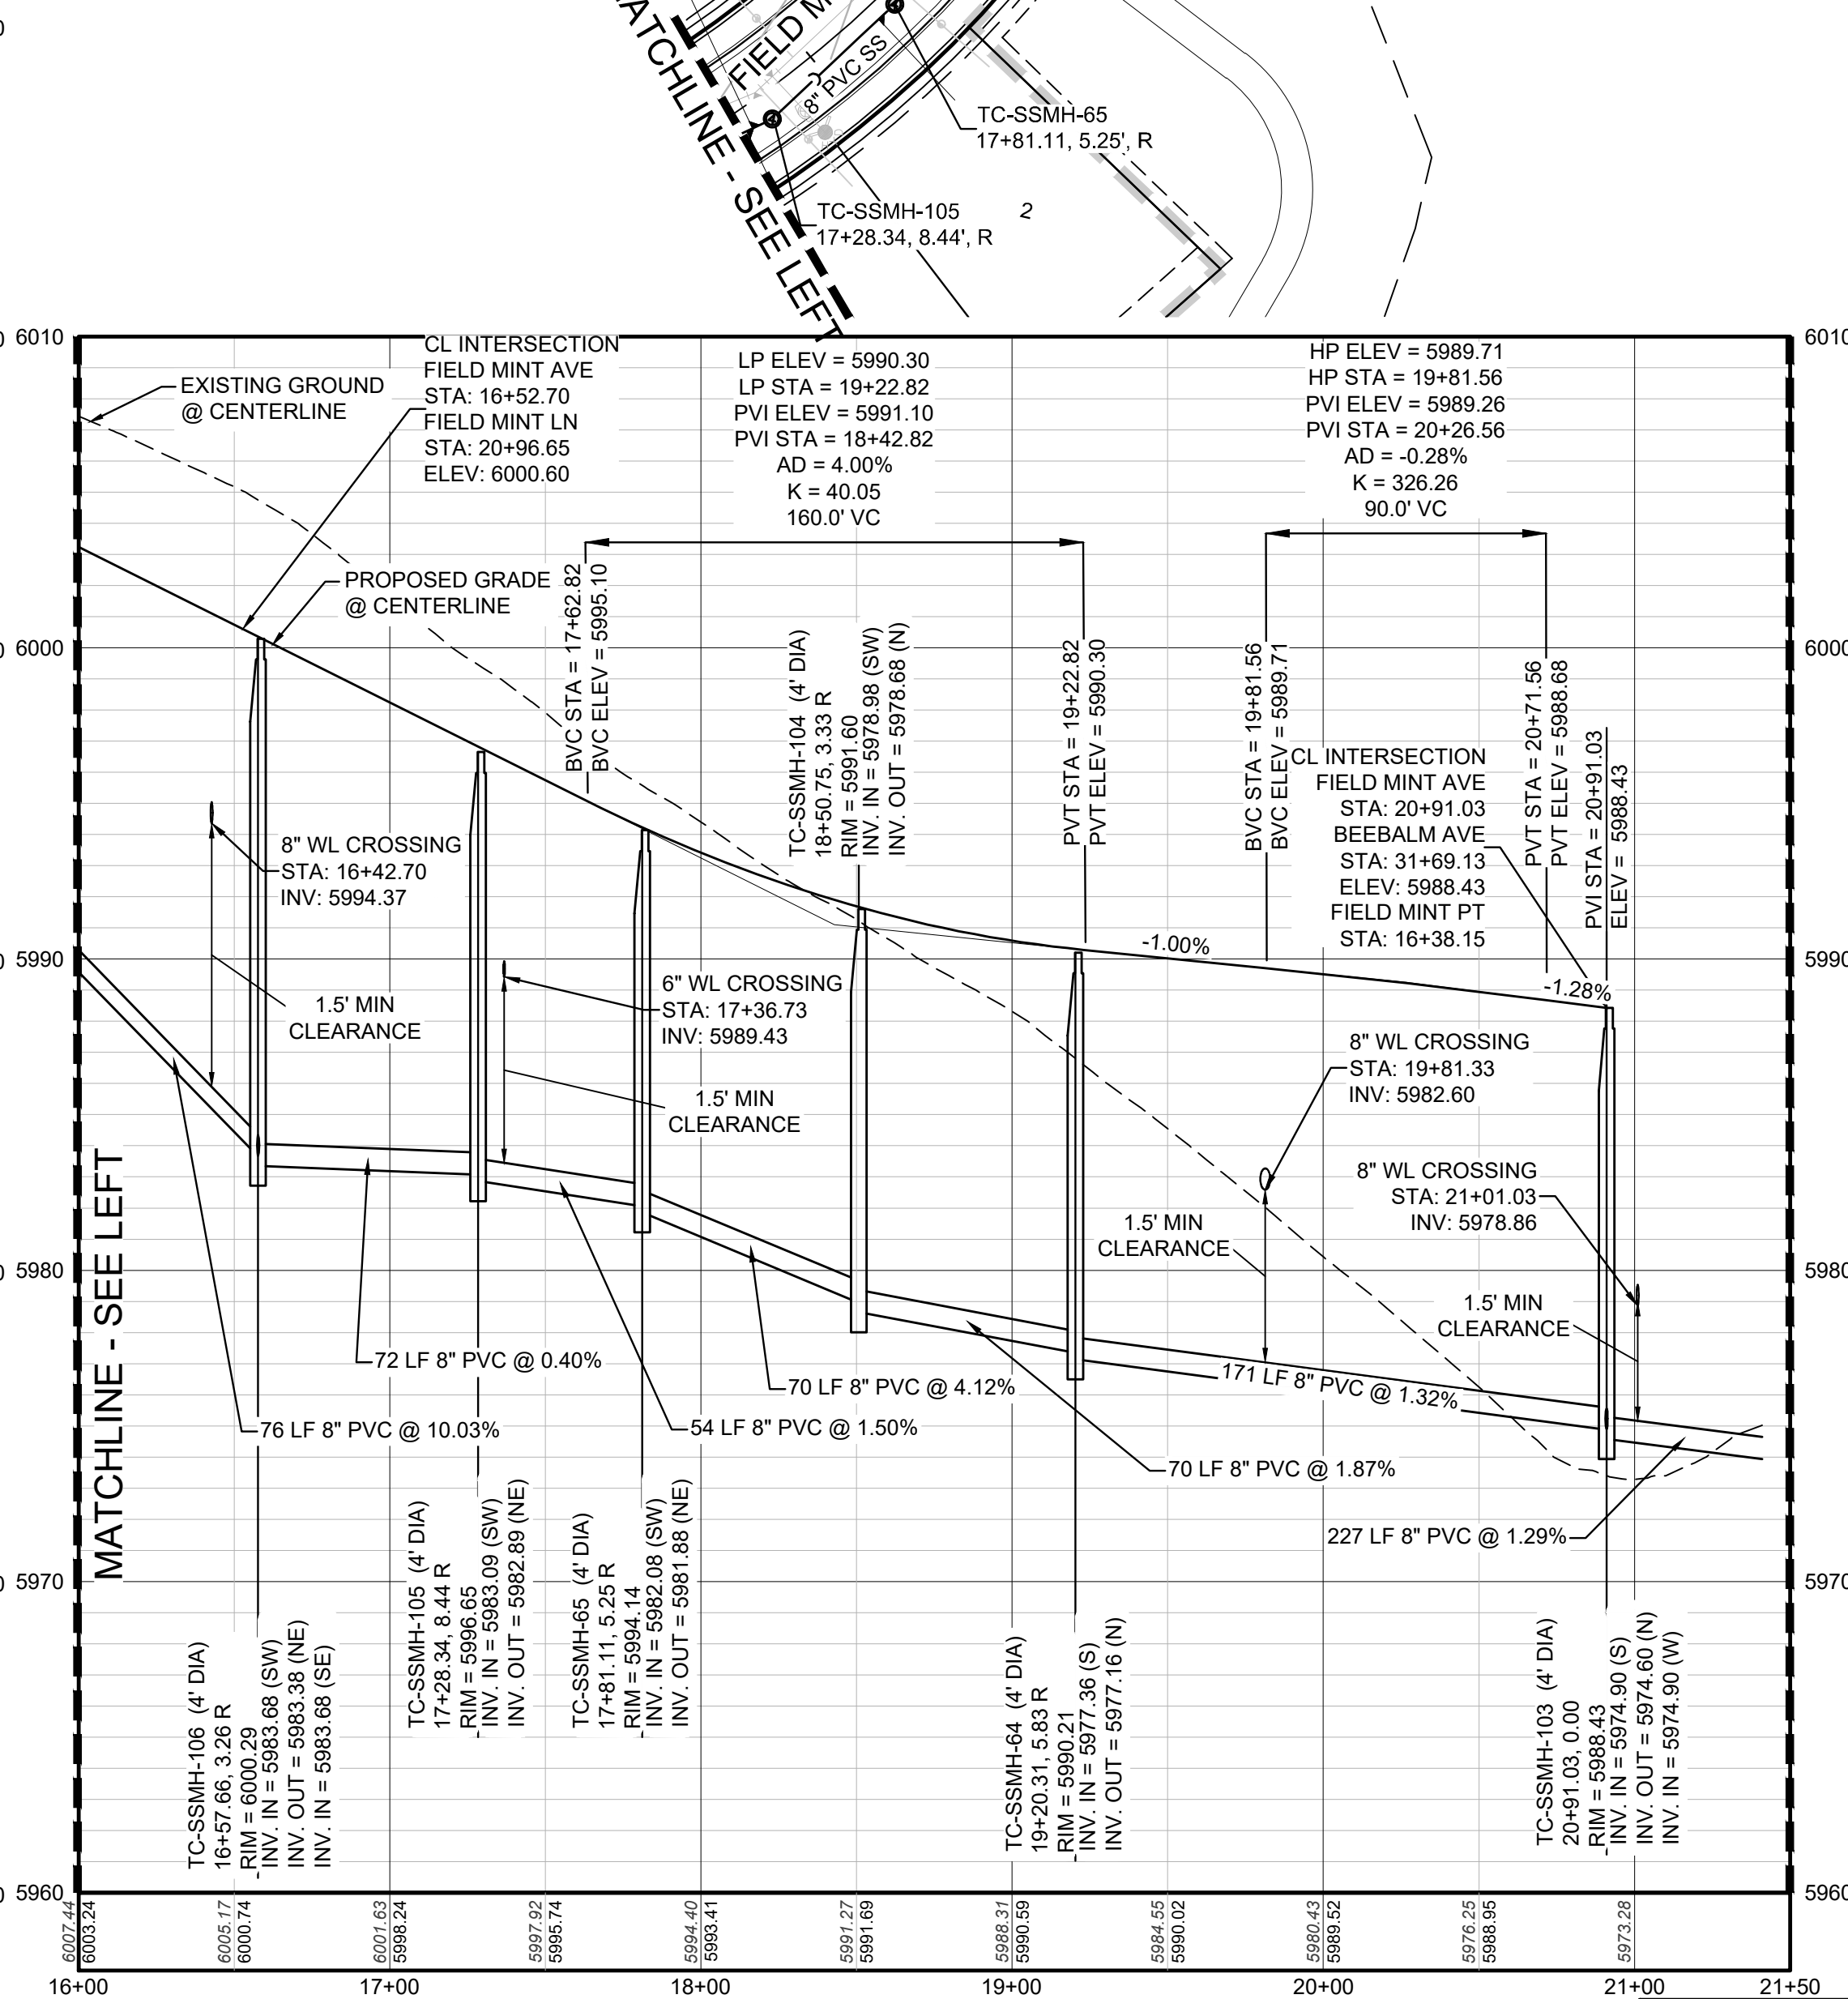 MATCHLINE - SEE LEFT
FIELD M
8" PVC SS
TC-SSMH-65
17+81.11, 5.25', R
TC-SSMH-105
17+28.34, 8.44', R
2
6010
6000
5990
5980
5970
5960
EXISTING GROUND
@ CENTERLINE
CL INTERSECTION
FIELD MINT AVE
STA: 16+52.70
FIELD MINT LN
STA: 20+96.65
ELEV: 6000.60
PROPOSED GRADE
@ CENTERLINE
LP ELEV = 5990.30
LP STA = 19+22.82
PVI ELEV = 5991.10
PVI STA = 18+42.82
AD = 4.00%
K = 40.05
160.0' VC
HP ELEV = 5989.71
HP STA = 19+81.56
PVI ELEV = 5989.26
PVI STA = 20+26.56
AD = -0.28%
K = 326.26
90.0' VC
BVC STA = 17+62.82
BVC ELEV = 5995.10
TC-SSMH-104 (4' DIA)
18+50.75, 3.33 R
RIM = 5991.60
INV. IN = 5978.98 (SW)
INV. OUT = 5978.68 (N)
PVT STA = 19+22.82
PVT ELEV = 5990.30
BVC STA = 19+81.56
BVC ELEV = 5989.71
PVT STA = 20+71.56
PVT ELEV = 5988.68
PVI STA = 20+91.03
ELEV = 5988.43
CL INTERSECTION
FIELD MINT AVE
STA: 20+91.03
BEEBALM AVE
STA: 31+69.13
ELEV: 5988.43
FIELD MINT PT
STA: 16+38.15
-1.00%
-1.28%
8" WL CROSSING
STA: 16+42.70
INV: 5994.37
1.5' MIN
CLEARANCE
6" WL CROSSING
STA: 17+36.73
INV: 5989.43
1.5' MIN
CLEARANCE
8" WL CROSSING
STA: 19+81.33
INV: 5982.60
1.5' MIN
CLEARANCE
8" WL CROSSING
STA: 21+01.03
INV: 5978.86
1.5' MIN
CLEARANCE
MATCHLINE - SEE LEFT
72 LF 8" PVC @ 0.40%
76 LF 8" PVC @ 10.03%
70 LF 8" PVC @ 4.12%
54 LF 8" PVC @ 1.50%
171 LF 8" PVC @ 1.32%
70 LF 8" PVC @ 1.87%
227 LF 8" PVC @ 1.29%
TC-SSMH-106 (4' DIA)
16+57.66, 3.26 R
RIM = 6000.29
INV. IN = 5983.68 (SW)
INV. OUT = 5983.38 (NE)
INV. IN = 5983.68 (SE)
TC-SSMH-105 (4' DIA)
17+28.34, 8.44 R
RIM = 5996.65
INV. IN = 5983.09 (SW)
INV. OUT = 5982.89 (NE)
TC-SSMH-65 (4' DIA)
17+81.11, 5.25 R
RIM = 5994.14
INV. IN = 5982.08 (SW)
INV. OUT = 5981.88 (NE)
TC-SSMH-64 (4' DIA)
19+20.31, 5.83 R
RIM = 5990.21
INV. IN = 5977.36 (S)
INV. OUT = 5977.16 (N)
TC-SSMH-103 (4' DIA)
20+91.03, 0.00
RIM = 5988.43
INV. IN = 5974.90 (S)
INV. OUT = 5974.60 (N)
INV. IN = 5974.90 (W)
6010
6000
5990
5980
5970
5960
6007.44
6003.24
6005.17
6000.74
6001.63
5998.24
5997.92
5995.74
5994.40
5993.41
5991.27
5991.69
5988.31
5990.59
5984.55
5990.02
5980.43
5989.52
5976.25
5988.95
5973.28
16+00
17+00
18+00
19+00
20+00
21+00
21+50